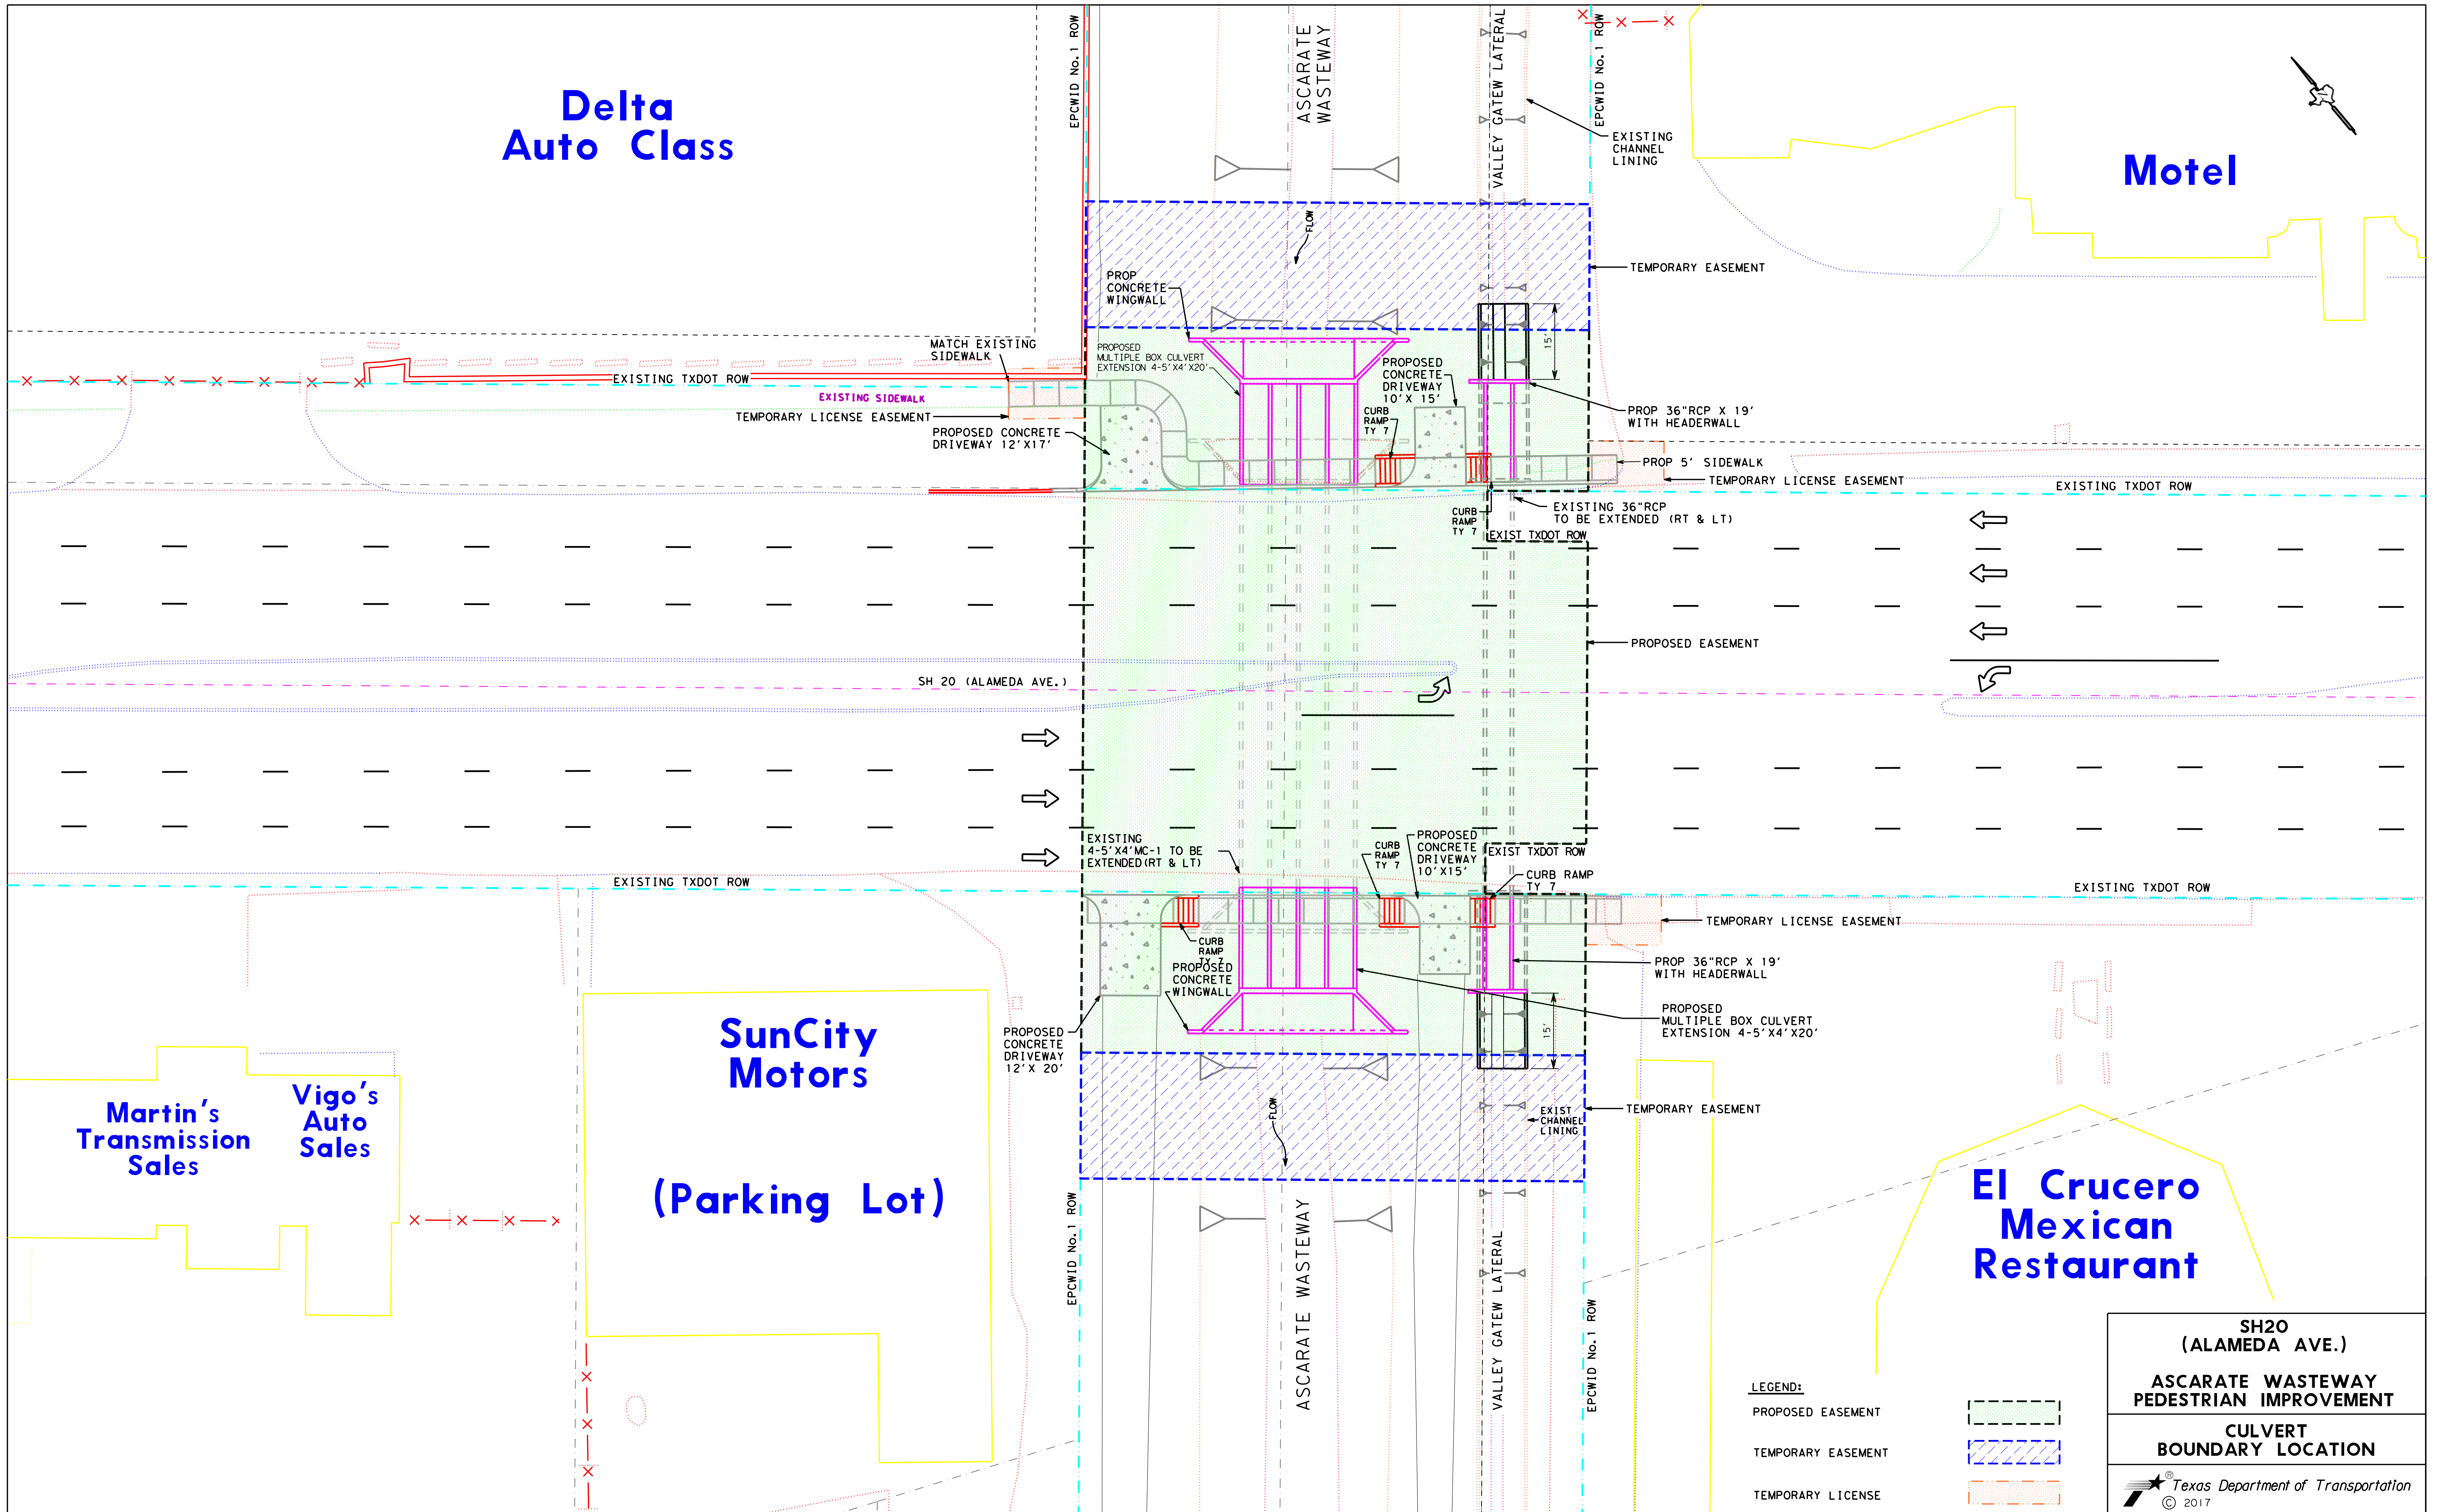 Delta
Auto Class
EPCWID No. 1 ROW
ASCARATE
WASTEWAY
VALLEY GATEW LATERAL
EPCWID No. 1 ROW
EXISTING
CHANNEL
LINING
Motel
FLOW
TEMPORARY EASEMENT
PROP
CONCRETE
WINGWALL
15'
MATCH EXISTING
SIDEWALK
PROPOSED
MULTIPLE BOX CULVERT
EXTENSION 4-5'X4'X20'
PROPOSED
CONCRETE
DRIVEWAY
10'X 15'
EXISTING TXDOT ROW
EXISTING SIDEWALK
TEMPORARY LICENSE EASEMENT
CURB
RAMP
TY 7
PROP 36"RCP X 19'
WITH HEADERWALL
PROPOSED CONCRETE
DRIVEWAY 12'X17'
PROP 5' SIDEWALK
TEMPORARY LICENSE EASEMENT
EXISTING TXDOT ROW
CURB
RAMP
TY 7
EXISTING 36"RCP
TO BE EXTENDED (RT & LT)
EXIST TXDOT ROW
PROPOSED EASEMENT
SH 20 (ALAMEDA AVE.)
EXISTING
4-5'X4'MC-1 TO BE
EXTENDED(RT & LT)
CURB
RAMP
TY 7
PROPOSED
CONCRETE
DRIVEWAY
10'X15'
EXIST TXDOT ROW
CURB RAMP
TY 7
EXISTING TXDOT ROW
EXISTING TXDOT ROW
TEMPORARY LICENSE EASEMENT
CURB
RAMP
TY 7
PROPOSED
CONCRETE
WINGWALL
PROP 36"RCP X 19'
WITH HEADERWALL
PROPOSED
MULTIPLE BOX CULVERT
EXTENSION 4-5'X4'X20'
PROPOSED
CONCRETE
DRIVEWAY
12'X 20'
15'
SunCity
Motors
(Parking Lot)
Martin's
Transmission
Sales
Vigo's
Auto
Sales
FLOW
EXIST
CHANNEL
LINING
TEMPORARY EASEMENT
EPCWID No. 1 ROW
ASCARATE WASTEWAY
VALLEY GATEW LATERAL
EPCWID No. 1 ROW
El Crucero
Mexican
Restaurant
LEGEND:
PROPOSED EASEMENT
TEMPORARY EASEMENT
TEMPORARY LICENSE
SH20
(ALAMEDA AVE.)
ASCARATE WASTEWAY
PEDESTRIAN IMPROVEMENT
CULVERT
BOUNDARY LOCATION
® Texas Department of Transportation
© 2017